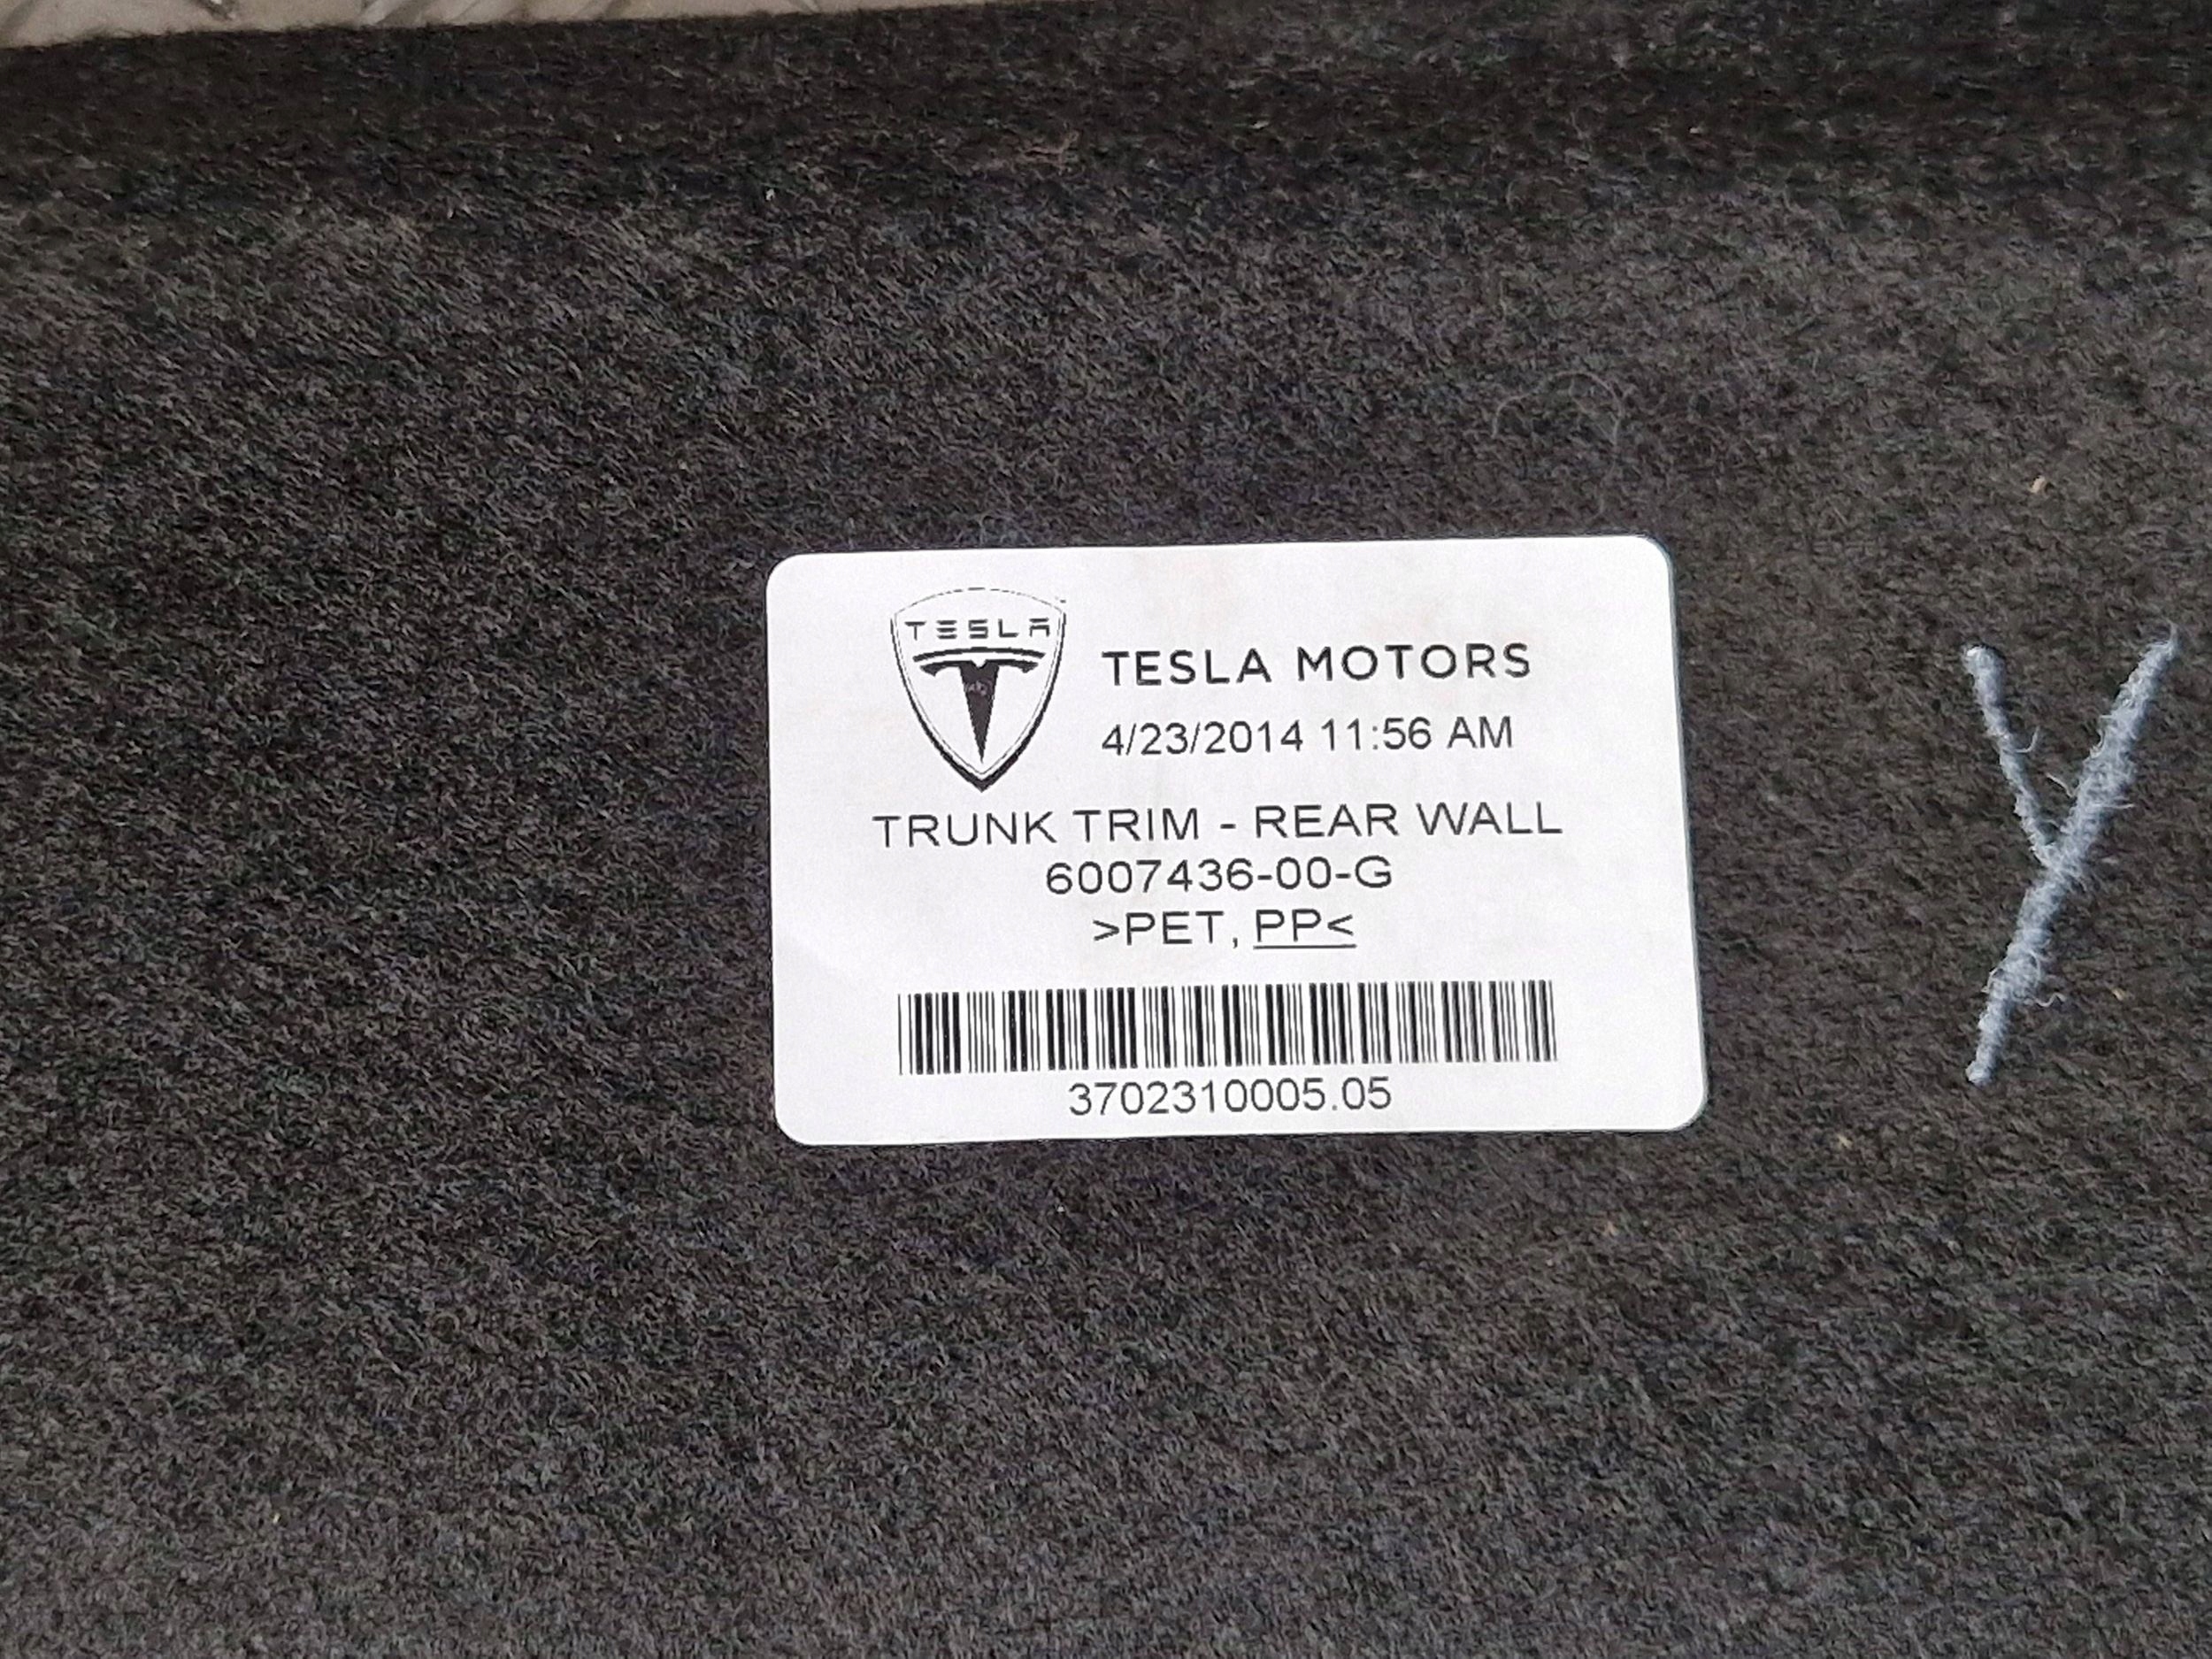 TESLA
TESLA MOTORS
4/23/2014 11:56 AM
TRUNK TRIM - REAR WALL
6007436-00-G
>PET, PP<
3702310005.05
Y